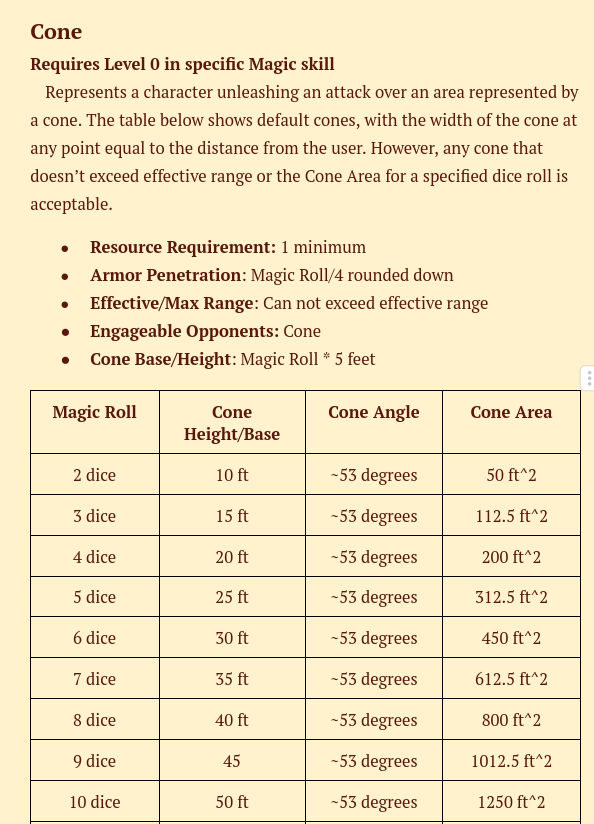 Cone
Requires Level 0 in specific Magic skill
Represents a character unleashing an attack over an area represented by
a cone. The table below shows default cones, with the width of the cone at
any point equal to the distance from the user. However, any cone that
doesn’t exceed effective range or the Cone Area for a specified dice roll is
acceptable.
● Resource Requirement: 1 minimum
● Armor Penetration: Magic Roll/4 rounded down
● Effective/Max Range: Can not exceed effective range
● Engageable Opponents: Cone
● Cone Base/Height: Magic Roll * 5 feet
Magic Roll Cone Height/Base Cone Angle Cone Area
2 dice 10 ft ~53 degrees 50 ft^2
3 dice 15 ft ~53 degrees 112.5 ft^2
4 dice 20 ft ~53 degrees 200 ft^2
5 dice 25 ft ~53 degrees 312.5 ft^2
6 dice 30 ft ~53 degrees 450 ft^2
7 dice 35 ft ~53 degrees 612.5 ft^2
8 dice 40 ft ~53 degrees 800 ft^2
9 dice 45 ~53 degrees 1012.5 ft^2
10 dice 50 ft ~53 degrees 1250 ft^2